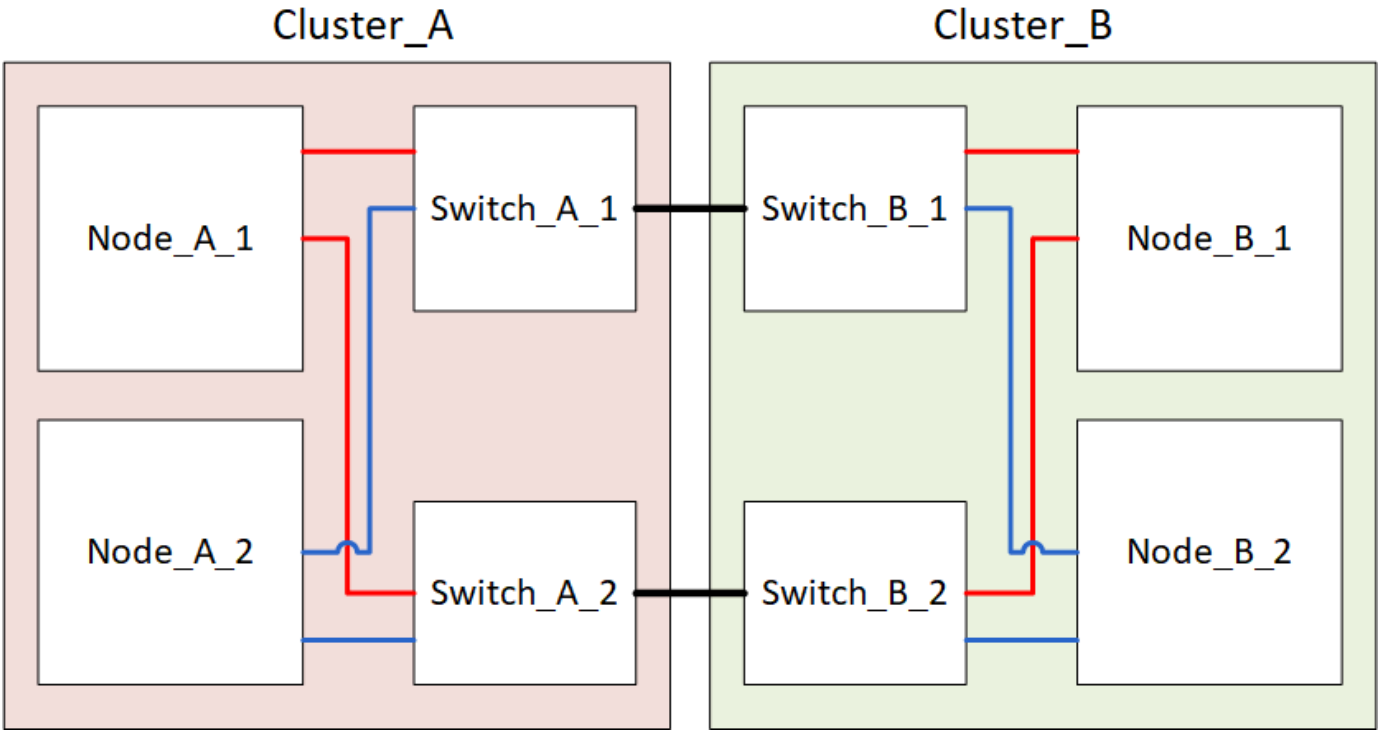 Cluster_A
Cluster_B
Node_A_1
Switch_A_1
Switch_B_1
Node_B_1
Node_A_2
Switch_A_2
Switch_B_2
Node_B_2